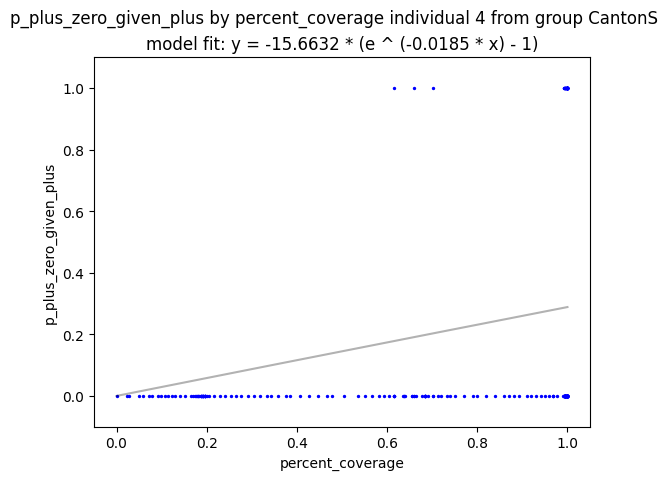 p_plus_zero_given_plus by percent_coverage individual 4 from group CantonS
model fit: y = -15.6632 * (e ^ (-0.0185 * x) - 1)
p_plus_zero_given_plus
1.0
0.8
0.6
0.4
0.2
0.0
0.0 0.2 0.4 0.6 0.8 1.0
percent_coverage